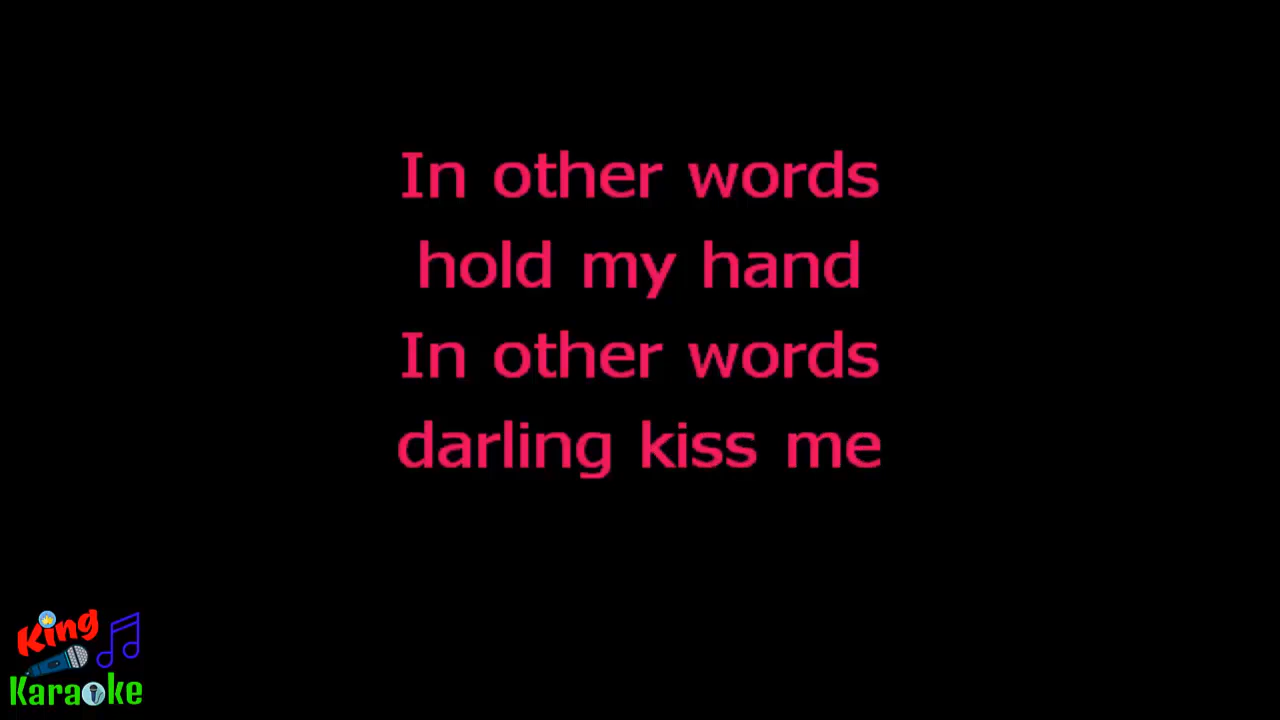 In other words
hold my hand
In other words
darling kiss me
King
Karaoke